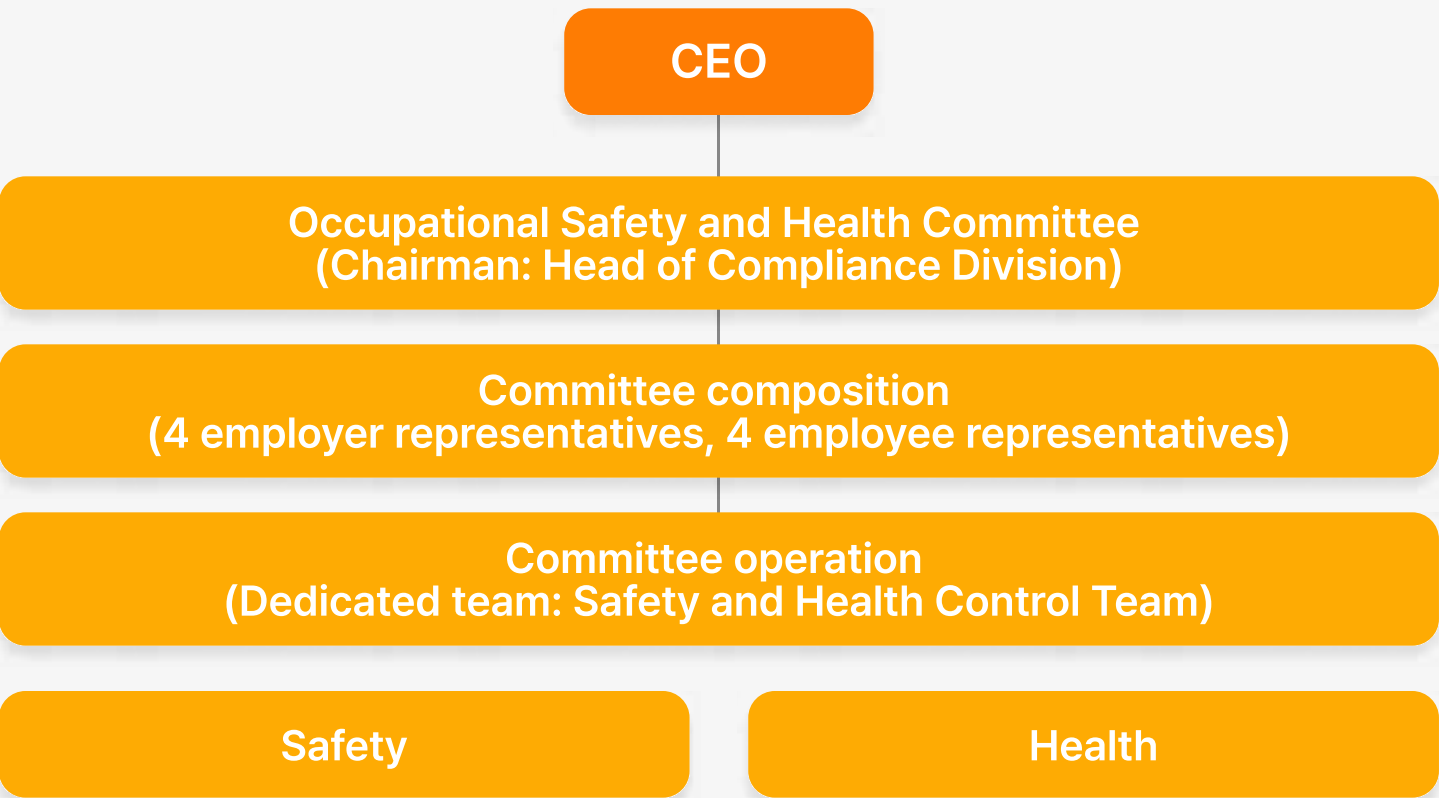 CEO
Occupational Safety and Health Committee
(Chairman: Head of Compliance Division)
Committee composition
(4 employer representatives, 4 employee representatives)
Committee operation
(Dedicated team: Safety and Health Control Team)
Safety
Health